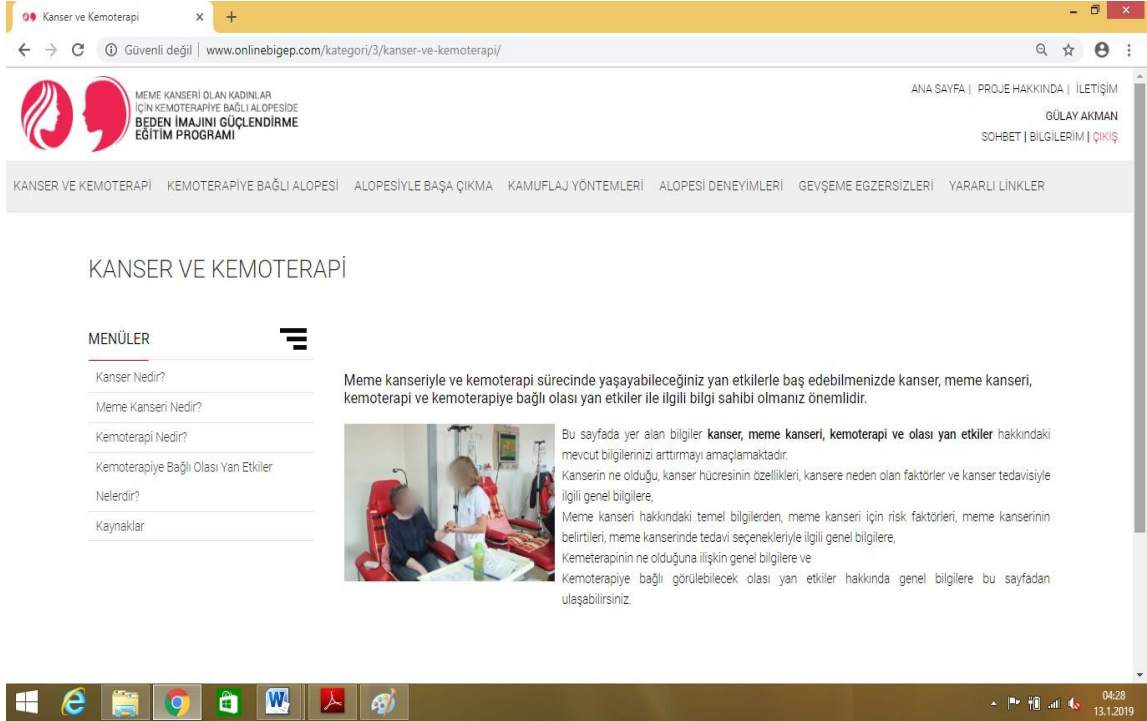 Kanser ve Kemoterapi
Güvenli değil | www.onlinebigep.com/kategori/3/kanser-ve-kemoterapi/
MEME KANSERİ OLAN KADINLAR
İÇİN KEMOTERAPİYE BAĞLI ALOPESİDE
BEDEN İMAJINI GÜÇLENDİRME
EĞİTİM PROGRAMI
ANA SAYFA | PROJE HAKKINDA | İLETİŞİM
GÜLAY AKMAN
SOHBET | BİLGİLERİM | ÇIKIŞ
KANSER VE KEMOTERAPİ KEMOTERAPİYE BAĞLI ALOPESİ ALOPESİYLE BAŞA ÇIKMA KAMUFLAJ YÖNTEMLERİ ALOPESİ DENEYİMLERİ GEVŞEME EGZERSİZLERİ YARARLI LİNKLER
KANSER VE KEMOTERAPİ
MENÜLER
Kanser Nedir?
Meme Kanseri Nedir?
Kemoterapi Nedir?
Kemoterapiye Bağlı Olası Yan Etkiler
Nelerdir?
Kaynaklar
Meme kanseriyle ve kemoterapi sürecinde yaşayabileceğiniz yan etkilerle baş edebilmenizde kanser, meme kanseri,
kemoterapi ve kemoterapiye bağlı olası yan etkiler ile ilgili bilgi sahibi olmanız önemlidir.
Bu sayfada yer alan bilgiler kanser, meme kanseri, kemoterapi ve olası yan etkiler hakkındaki
mevcut bilgilerinizi arttırmayı amaçlamaktadır.
Kanserin ne olduğu, kanser hücresinin özellikleri, kansere neden olan faktörler ve kanser tedavisiyle
ilgili genel bilgilere,
Meme kanseri hakkındaki temel bilgilerden, meme kanseri için risk faktörleri, meme kanserinin
belirtileri, meme kanserinde tedavi seçenekleriyle ilgili genel bilgilere,
Kemeterapinin ne olduğuna ilişkin genel bilgilere ve
Kemoterapiye bağlı görülebilecek olası yan etkiler hakkında genel bilgilere bu sayfadan
ulaşabilirsiniz.
04:28
13.1.2019